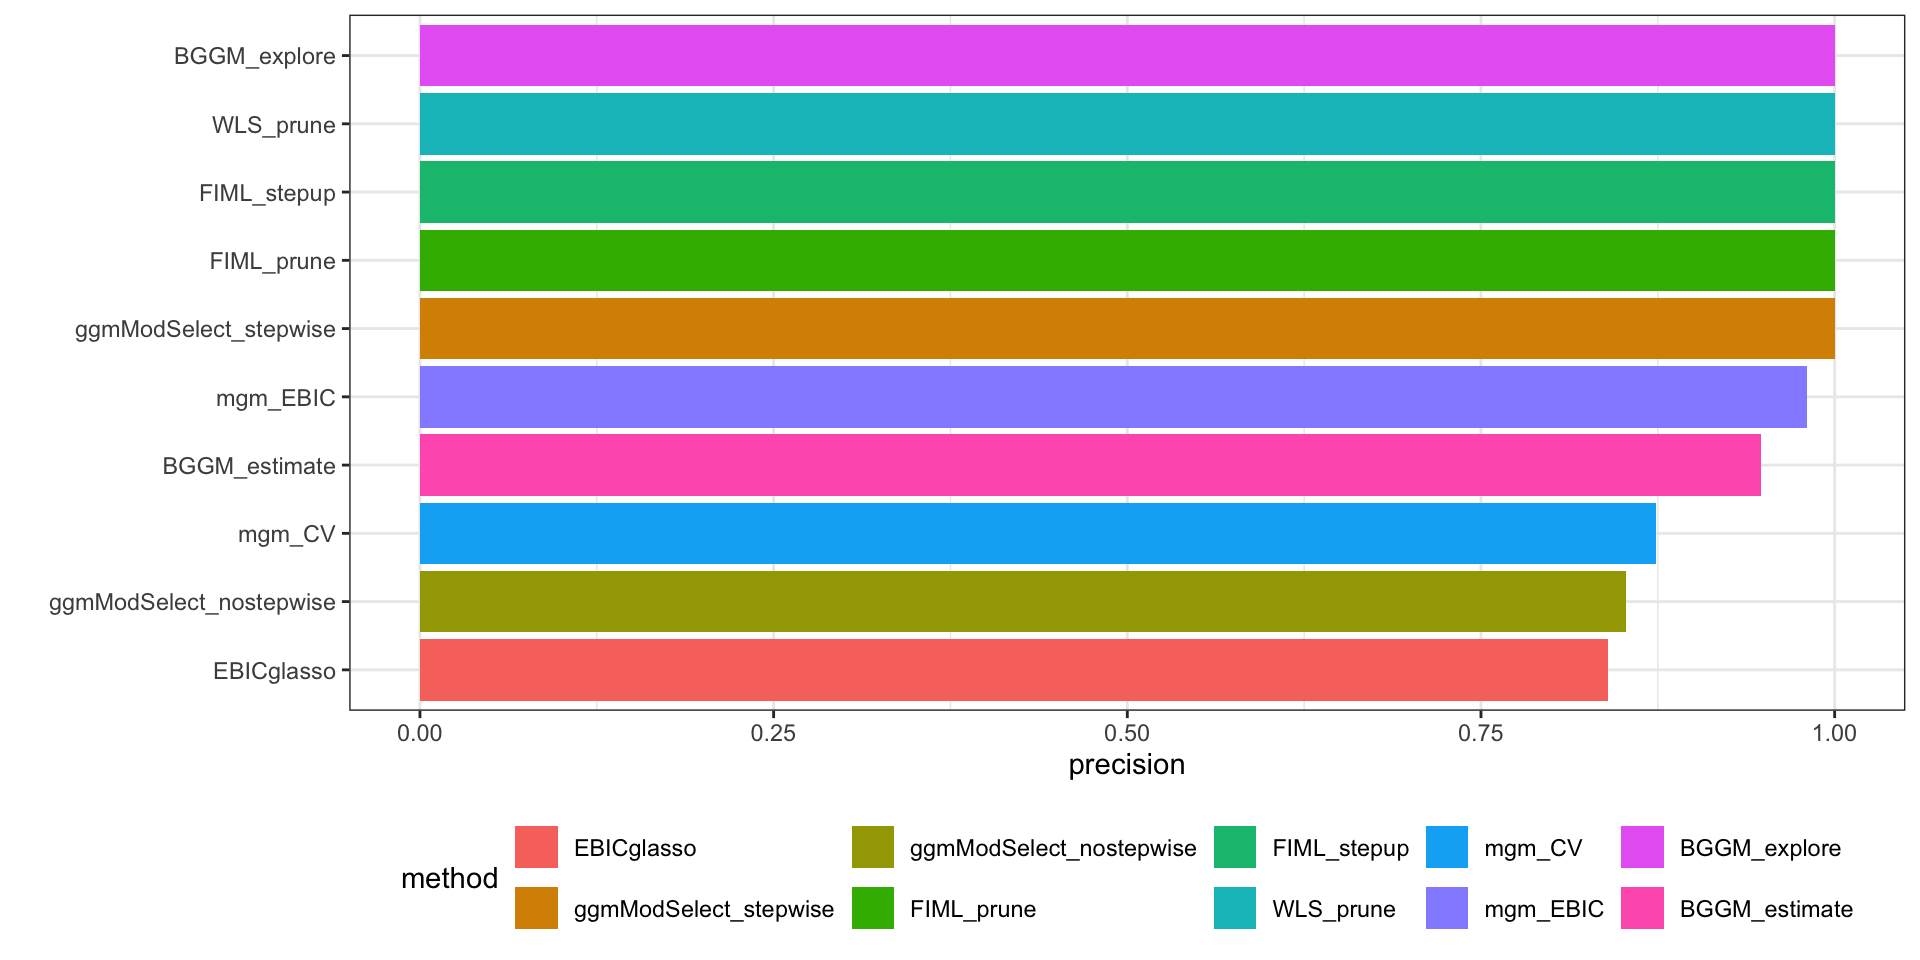 BGGM_explore
WLS_prune
FIML_stepup
FIML_prune
ggmModSelect_stepwise
mgm_EBIC
BGGM_estimate
mgm_CV
ggmModSelect_nostepwise
EBICglasso
0.00 0.25 0.50 0.75 1.00
precision
method
EBICglasso ggmModSelect_nostepwise FIML_stepup mgm_CV BGGM_explore
ggmModSelect_stepwise FIML_prune WLS_prune mgm_EBIC BGGM_estimate